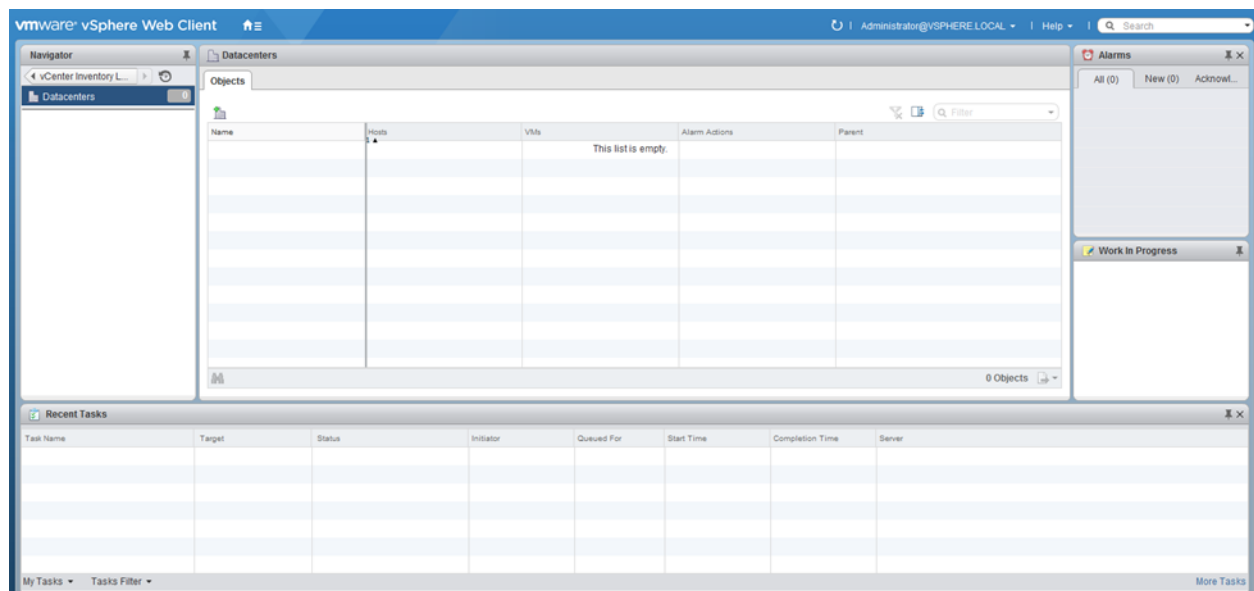 vmware® vSphere Web Client
Administrator@VSPHERE.LOCAL
Help
Search
Navigator
vCenter Inventory L...
Datacenters 0
Datacenters
Objects
Filter
Name Hosts VMs Alarm Actions Parent
1
This list is empty.
0 Objects
Alarms
All (0) New (0) Acknowl...
Work In Progress
Recent Tasks
Task Name Target Status Initiator Queued For Start Time Completion Time Server
My Tasks Tasks Filter More Tasks